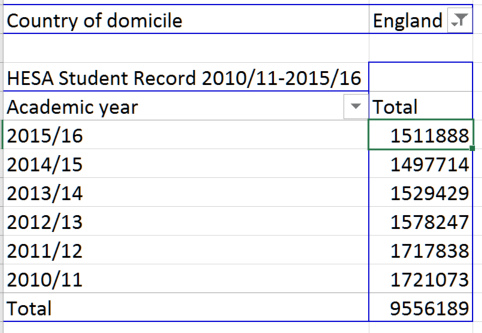 Country of domicile England
HESA Student Record 2010/11-2015/16
Academic year Total
2015/16 1511888
2014/15 1497714
2013/14 1529429
2012/13 1578247
2011/12 1717838
2010/11 1721073
Total 9556189